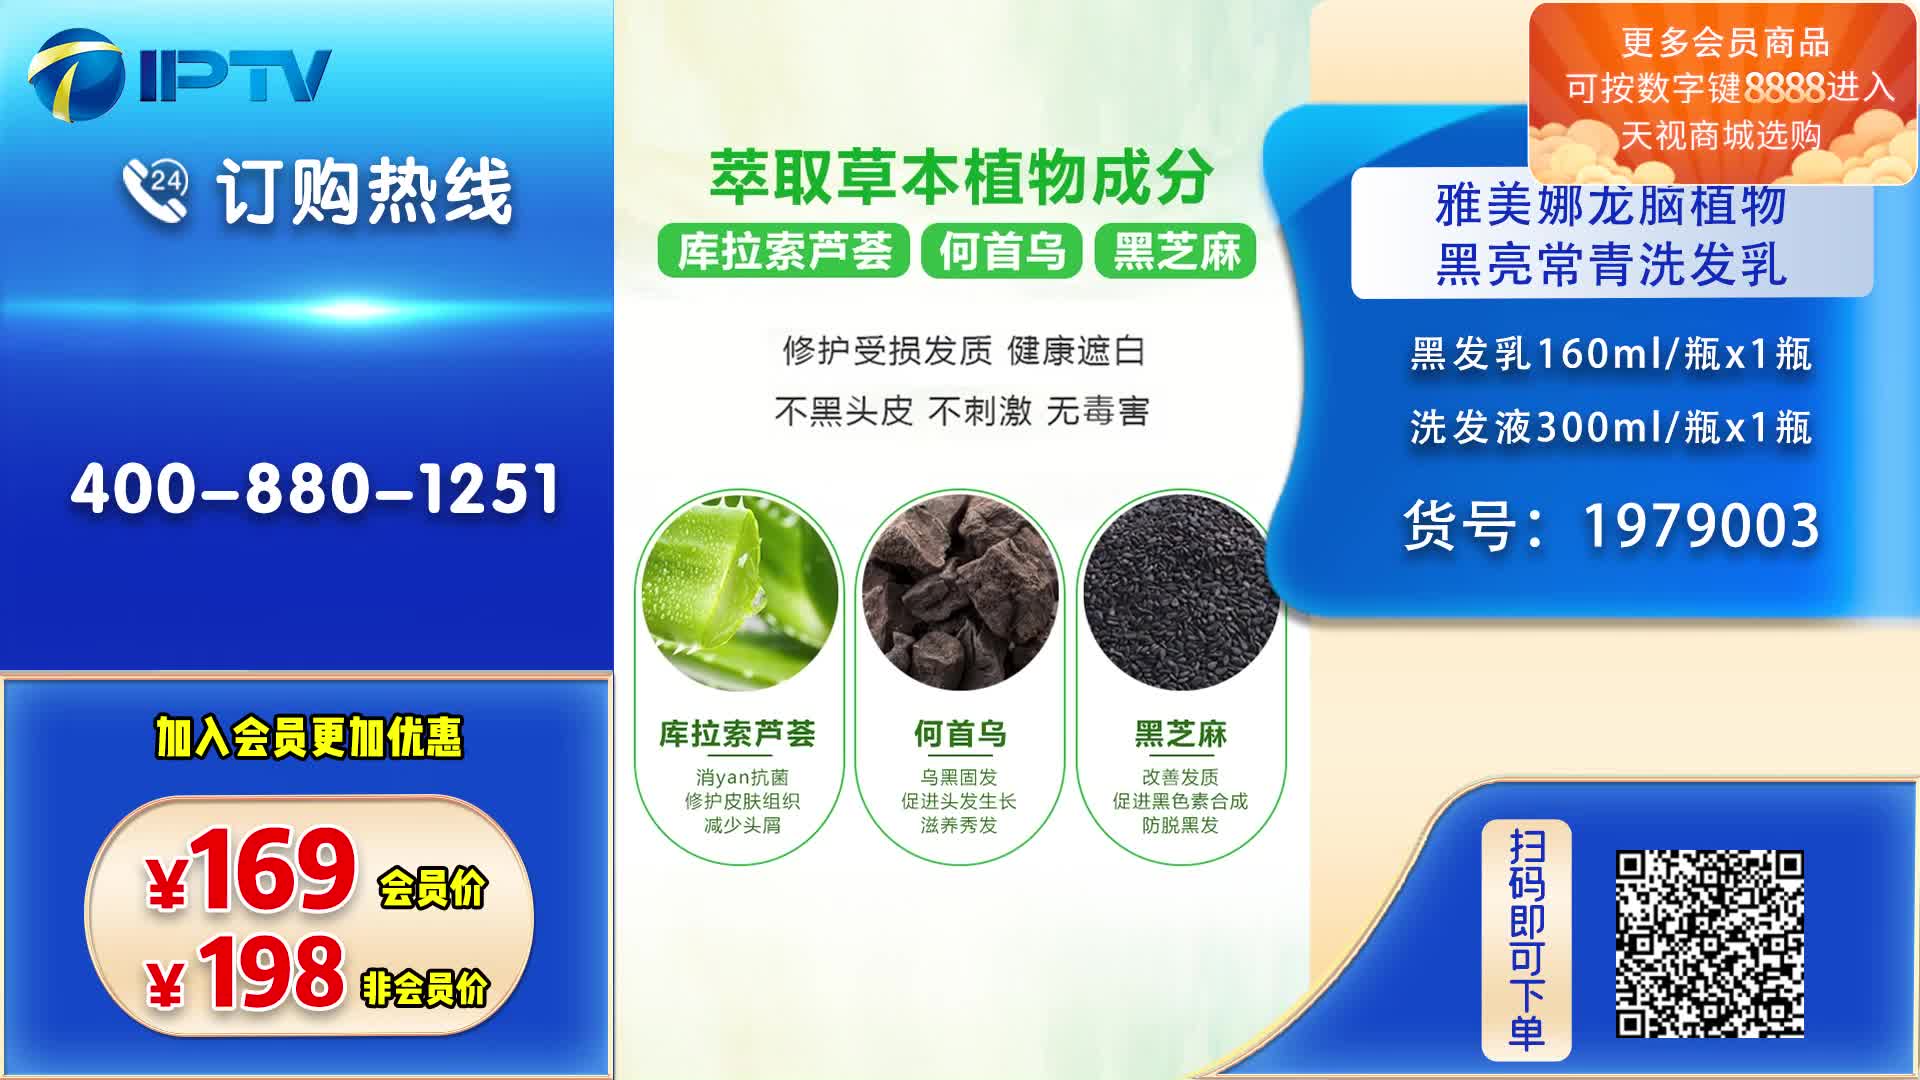 IPTV
24
订购热线
400-880-1251
加入会员更加优惠
¥169 会员价
¥198 非会员价
萃取草本植物成分
库拉索芦荟 何首乌 黑芝麻
修护受损发质 健康遮白
不黑头皮 不刺激 无毒害
库拉索芦荟
消yan抗菌
修护皮肤组织
减少头屑
何首乌
乌黑固发
促进头发生长
滋养秀发
黑芝麻
改善发质
促进黑色素合成
防脱黑发
更多会员商品
可按数字键8888进入
天视商城选购
雅美娜龙脑植物
黑亮常青洗发乳
黑发乳160ml/瓶x1瓶
洗发液300ml/瓶x1瓶
货号：1979003
扫码即可下单